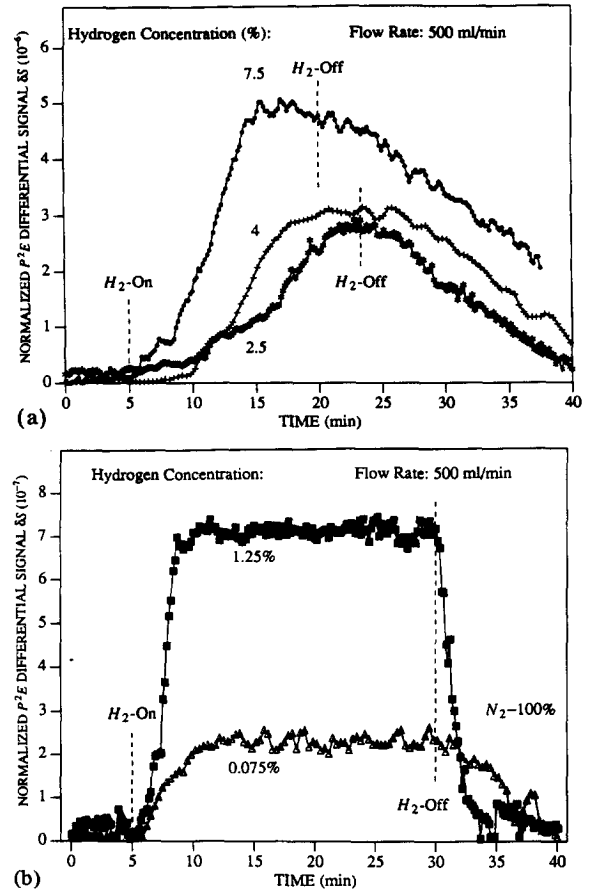 Hydrogen Concentration (%): Flow Rate: 500 ml/min
7.5
H2-Off
4
H2-On
H2-Off
2.5
NORMALIZED P²E DIFFERENTIAL SIGNAL δS (10⁻⁶)
7
6
5
4
3
2
1
0
0 5 10 15 20 25 30 35 40
TIME (min)
(a)
Hydrogen Concentration: Flow Rate: 500 ml/min
1.25%
H2-On
N2-100%
0.075%
H2-Off
NORMALIZED P²E DIFFERENTIAL SIGNAL δS (10⁻⁷)
8
7
6
5
4
3
2
1
0
0 5 10 15 20 25 30 35 40
TIME (min)
(b)